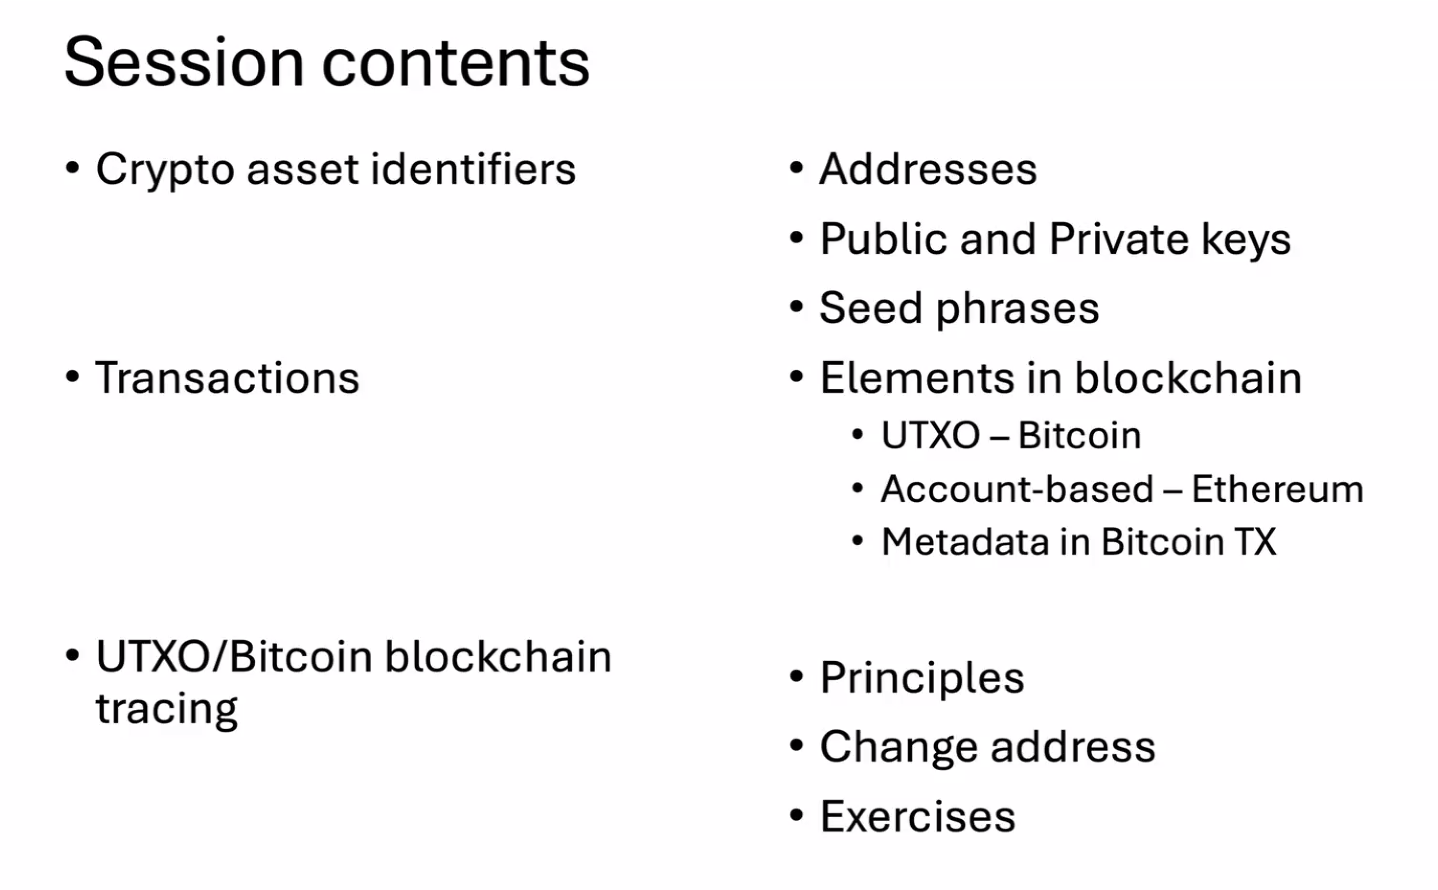 Session contents
• Crypto asset identifiers
• Transactions
• UTXO/Bitcoin blockchain
tracing
• Addresses
• Public and Private keys
• Seed phrases
• Elements in blockchain
• UTXO – Bitcoin
• Account-based – Ethereum
• Metadata in Bitcoin TX
• Principles
• Change address
• Exercises